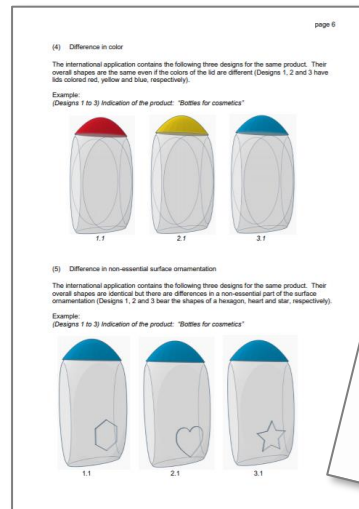 page 6
(4) Difference in color
The international application contains the following three designs for the same product. Their
overall shapes are the same even if the colors of the lid are different (Designs 1, 2 and 3 have
lids colored red, yellow and blue, respectively).
Example:
(Designs 1 to 3) Indication of the product: "Bottles for cosmetics"
1.1 2.1 3.1
(5) Difference in non-essential surface ornamentation
The international application contains the following three designs for the same product. Their
overall shapes are identical but there are differences in a non-essential part of the surface
ornamentation (Designs 1, 2 and 3 bear the shapes of a hexagon, heart and star, respectively).
Example:
(Designs 1 to 3) Indication of the product: "Bottles for cosmetics"
1.1 2.1 3.1